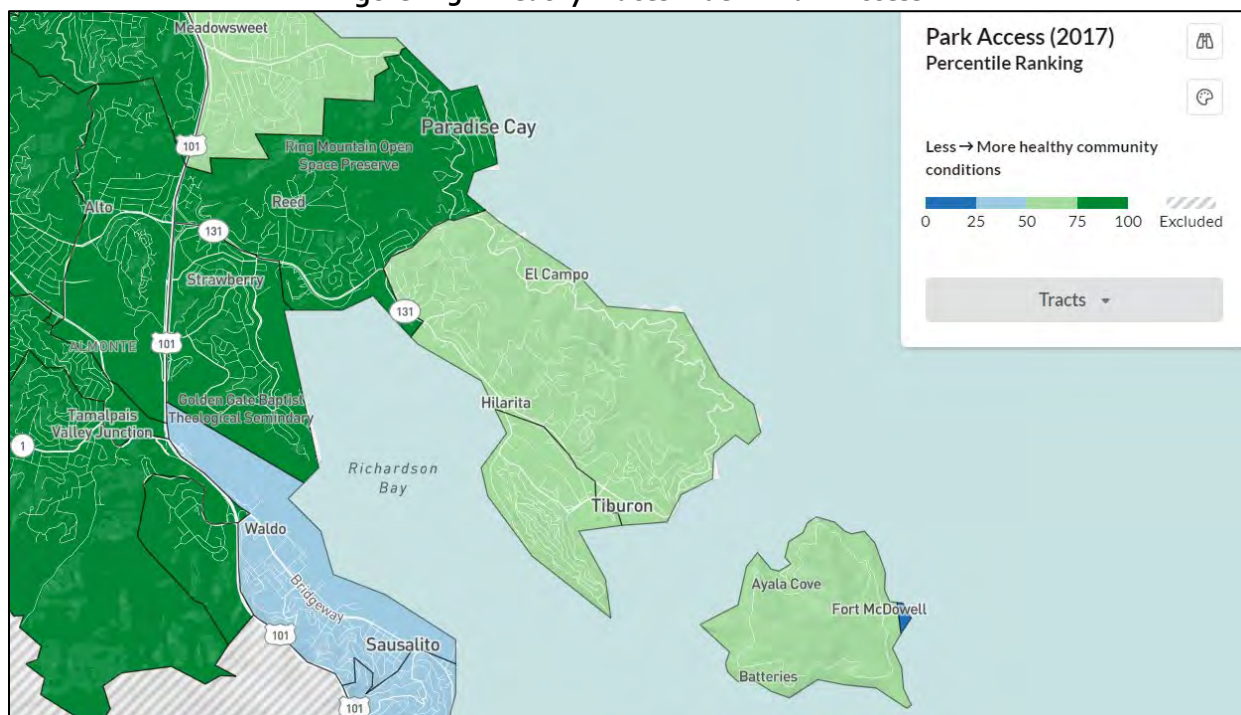 Meadowsweet
101
Paradise Cay
Ring Mountain Open
Space Preserve
Alto
Reed
131
Strawberry
El Campo
131
ALMONTE
101
Golden Gate Baptist
Theological Semindary
Hilarita
Tamalpais
Valley Junction
1
Richardson
Bay
Tiburon
Waldo
Bridgeway
Ayala Cove
Fort McDowell
101
Sausalito
Batteries
101
Park Access (2017)
Percentile Ranking
Less → More healthy community
conditions
0 25 50 75 100 Excluded
Tracts